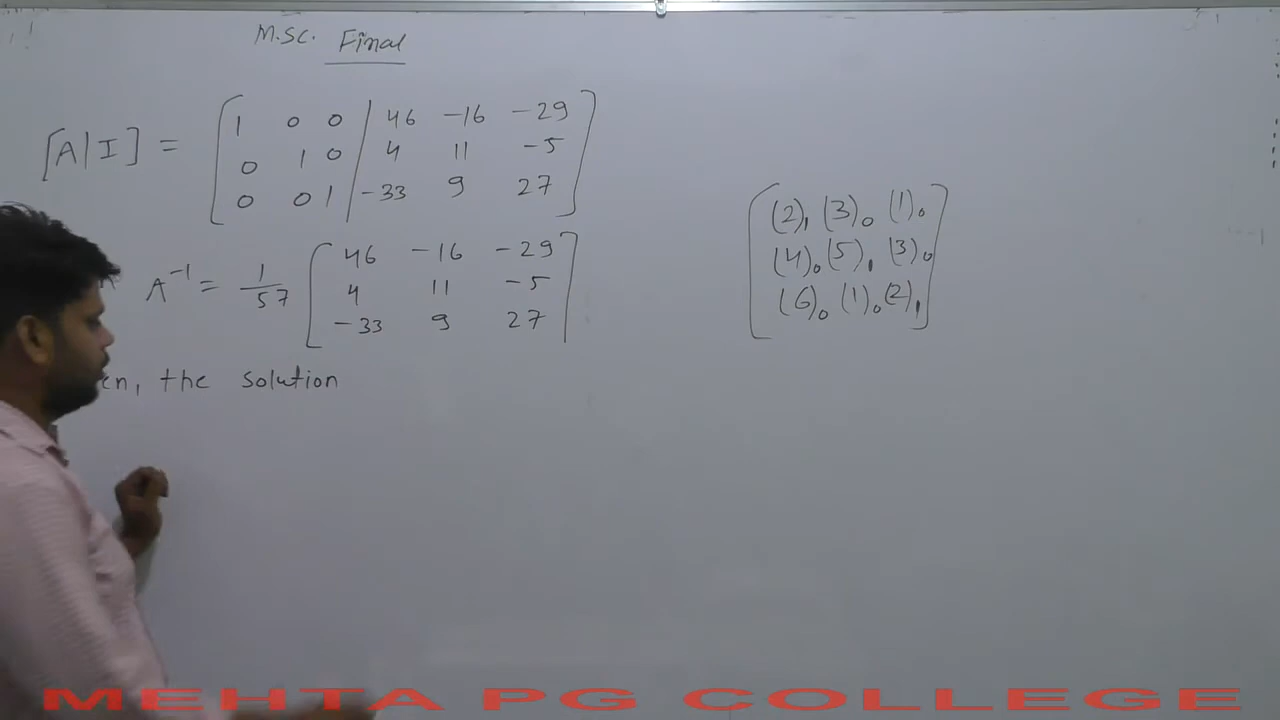 M.Sc. Final
[A|I] = [ 1 0 0 | 46 -16 -29
0 1 0 | 4 11 -5
0 0 1 | -33 9 27 ]
A⁻¹ = 1/57 [ 46 -16 -29
4 11 -5
-33 9 27
en, the solution
[ (2)₁ (3)₀ (1)₀
(4)₀ (5)₁ (3)₀
(6)₀ (1)₀ (2)₁ ]
MEHTA PG COLLEGE